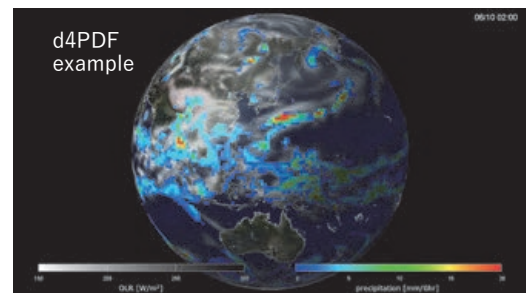 d4PDF
example
06/10 02:00
OLR [W/m²]
precipitation [mm/6hr]